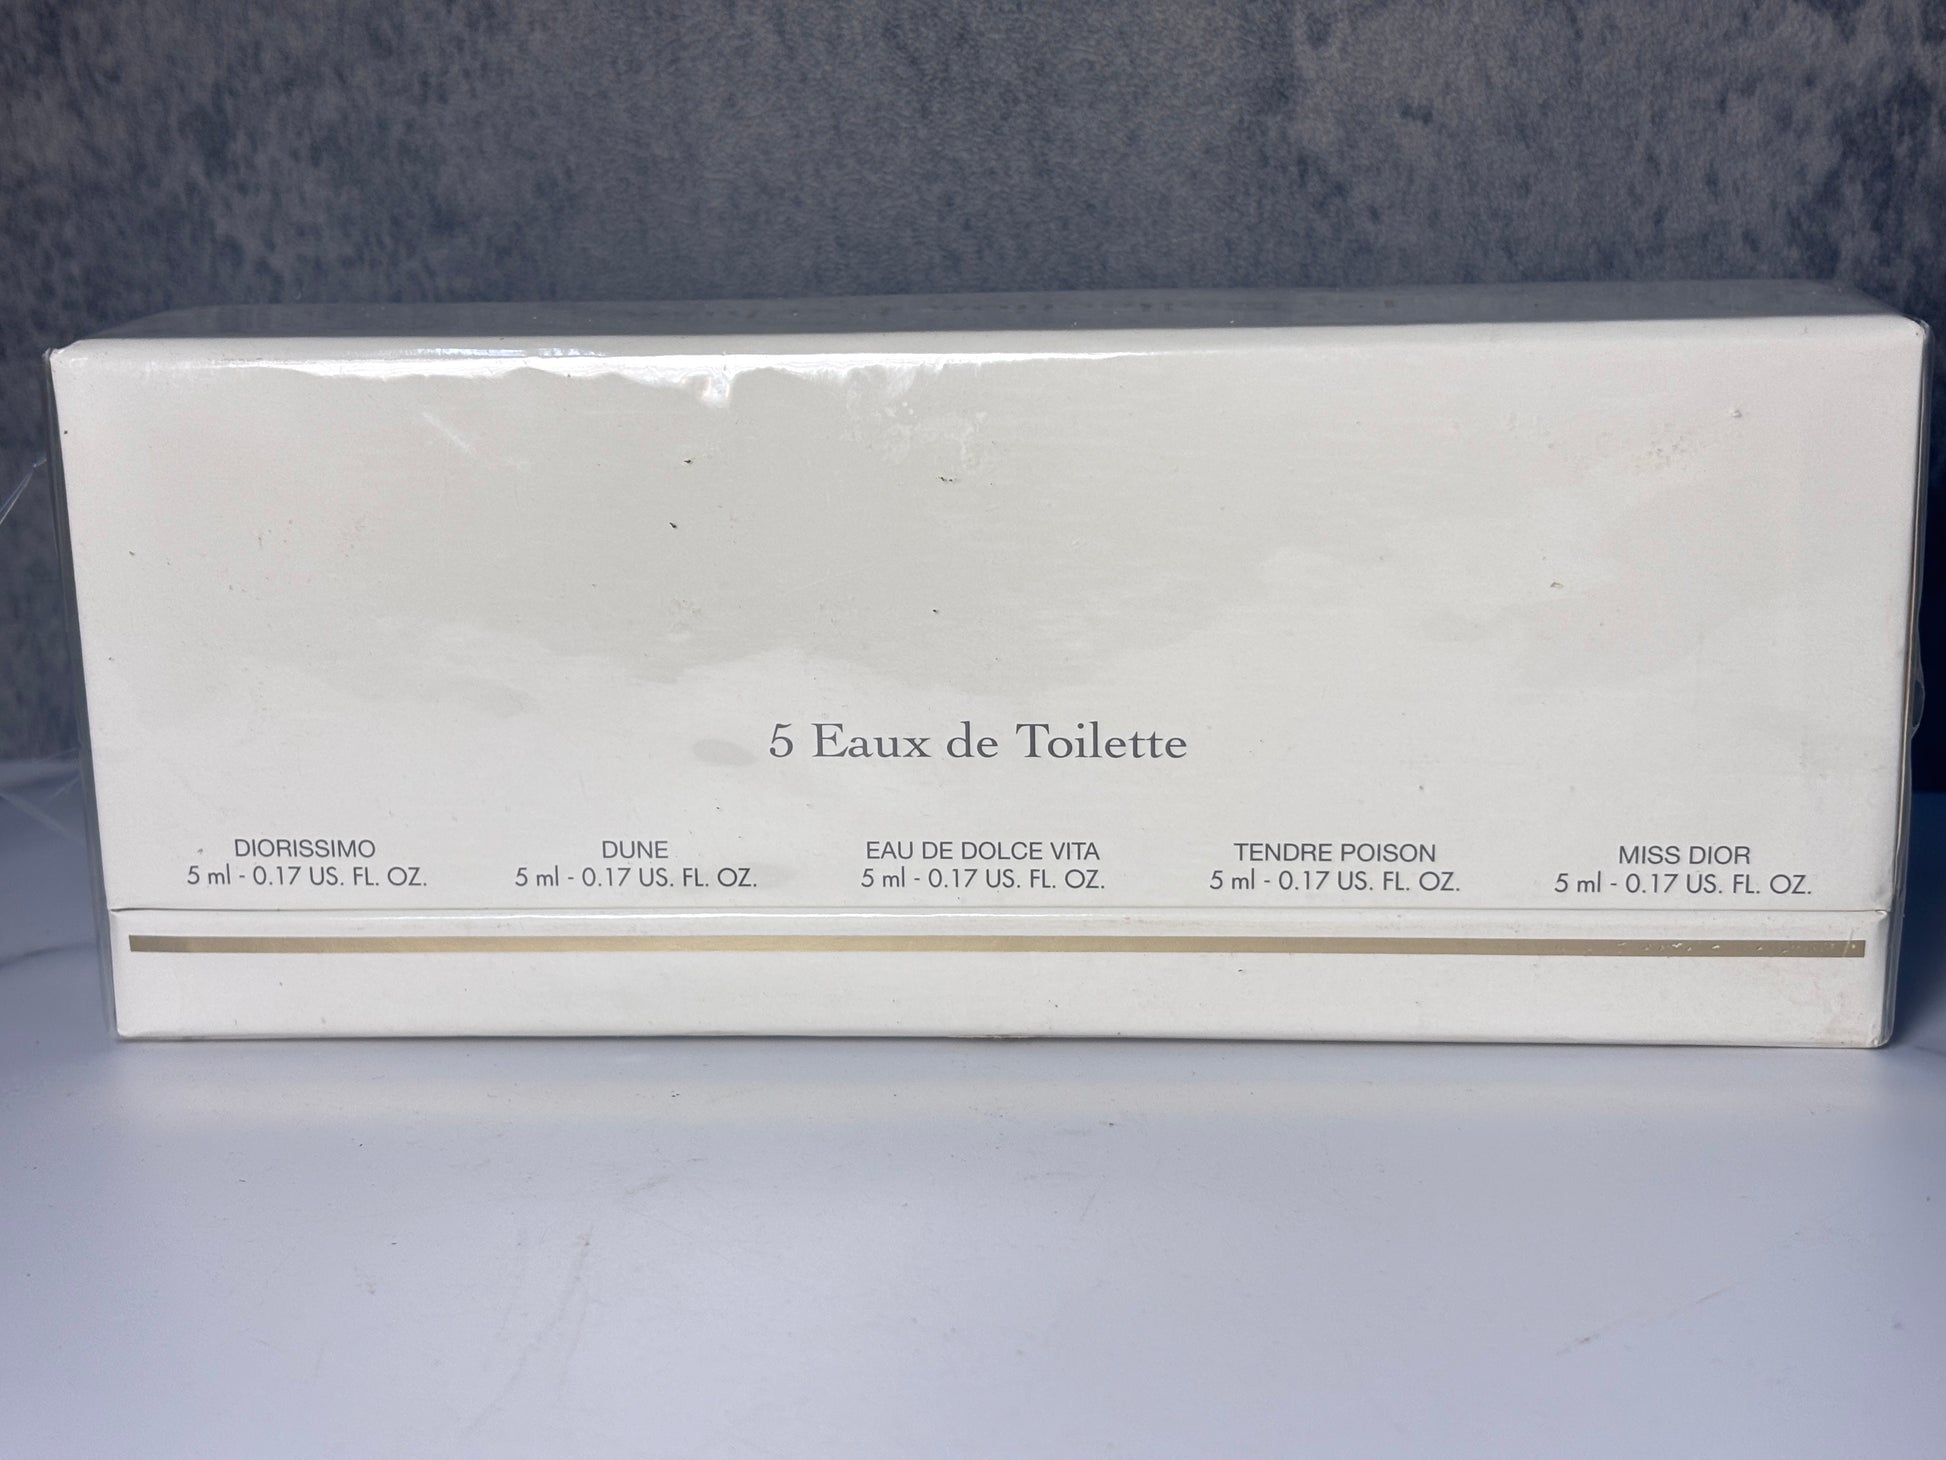 5 Eaux de Toilette
DIORISSIMO
5 ml - 0.17 US. FL. OZ.
DUNE
5 ml - 0.17 US. FL. OZ.
EAU DE DOLCE VITA
5 ml - 0.17 US. FL. OZ.
TENDRE POISON
5 ml - 0.17 US. FL. OZ.
MISS DIOR
5 ml - 0.17 US. FL. OZ.